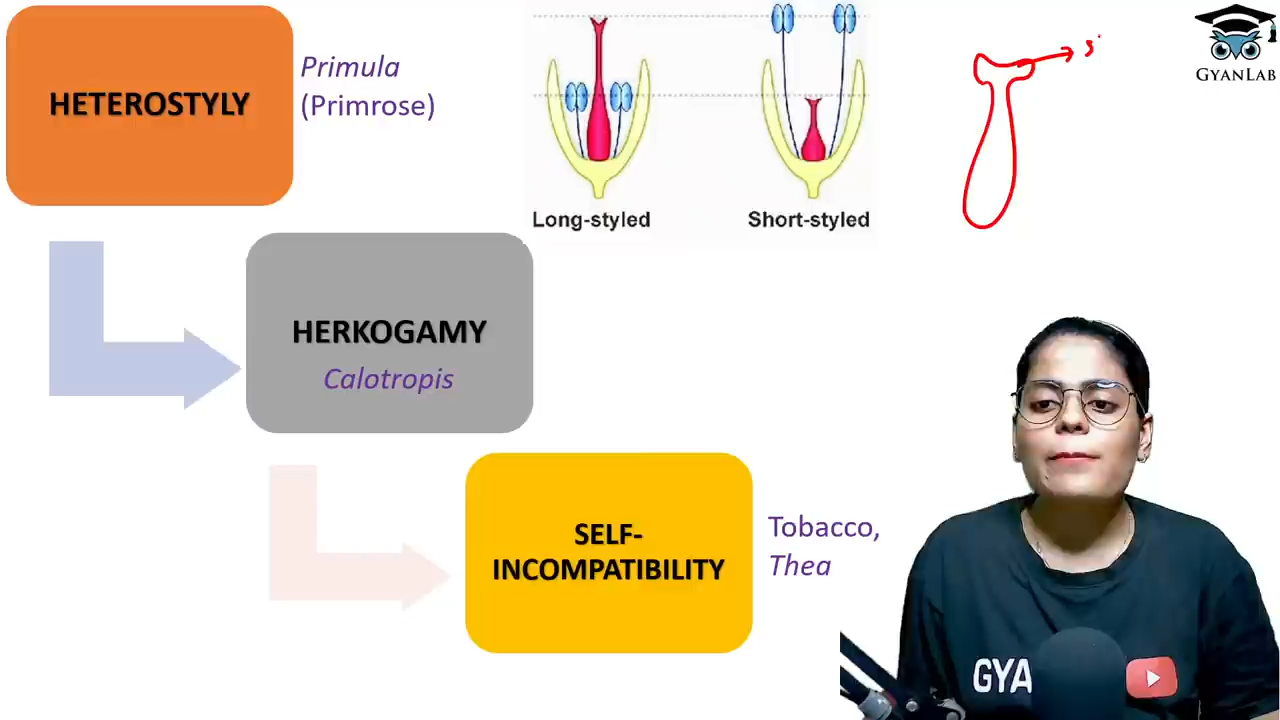 HETEROSTYLY
Primula
(Primrose)
Long-styled
Short-styled
GYANLAB
HERKOGAMY
Calotropis
SELF-
INCOMPATIBILITY
Tobacco,
Thea
GYA